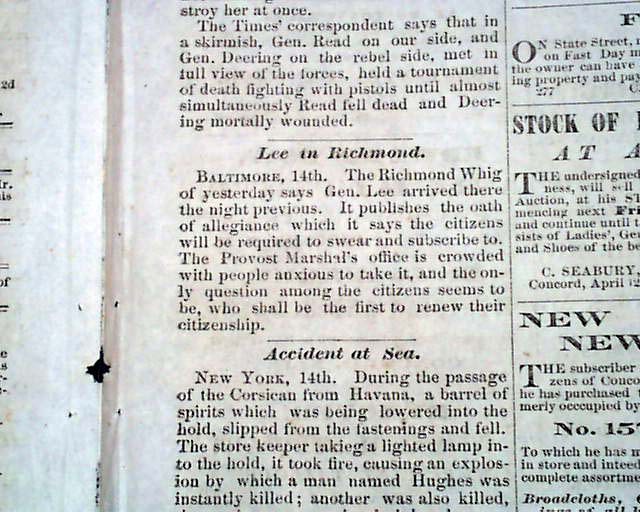 stroy her at once.
The Times' correspondent says that in
a skirmish, Gen. Read on our side, and
Gen. Deering on the rebel side, met in
full view of the forces, held a tournament
of death fighting with pistols until almost
simultaneously Read fell dead and Deer-
ing mortally wounded.
Lee in Richmond.
BALTIMORE, 14th. The Richmond Whig
of yesterday says Gen. Lee arrived there
the night previous. It publishes the oath
of allegiance which it says the citizens
will be required to swear and subscribe to.
The Provost Marshal's office is crowded
with people anxious to take it, and the on-
ly question among the citizens seems to
be, who shall be the first to renew their
citizenship.
Accident at Sea.
NEW YORK, 14th. During the passage
of the Corsican from Havana, a barrel of
spirits which was being lowered into the
hold, slipped from the fastenings and fell.
The store keeper takieg a lighted lamp in-
to the hold, it took fire, causing an explos-
ion by which a man named Hughes was
instantly killed; another was also killed,
ON State Street,
on Fast Day
the owner can have
ing property and
277
STOCK OF
AT A
THE undersigned
ness, will sell
Auction, at his
mencing next
and continue until
sists of Ladies',
and Shoes of the
C. SEABURY,
Concord, April
NEW
NEW
THE subscriber
zens of
he has purchased
merly occcupied by
No.
To which he has
in store and
complete
Broadcloths,
2d